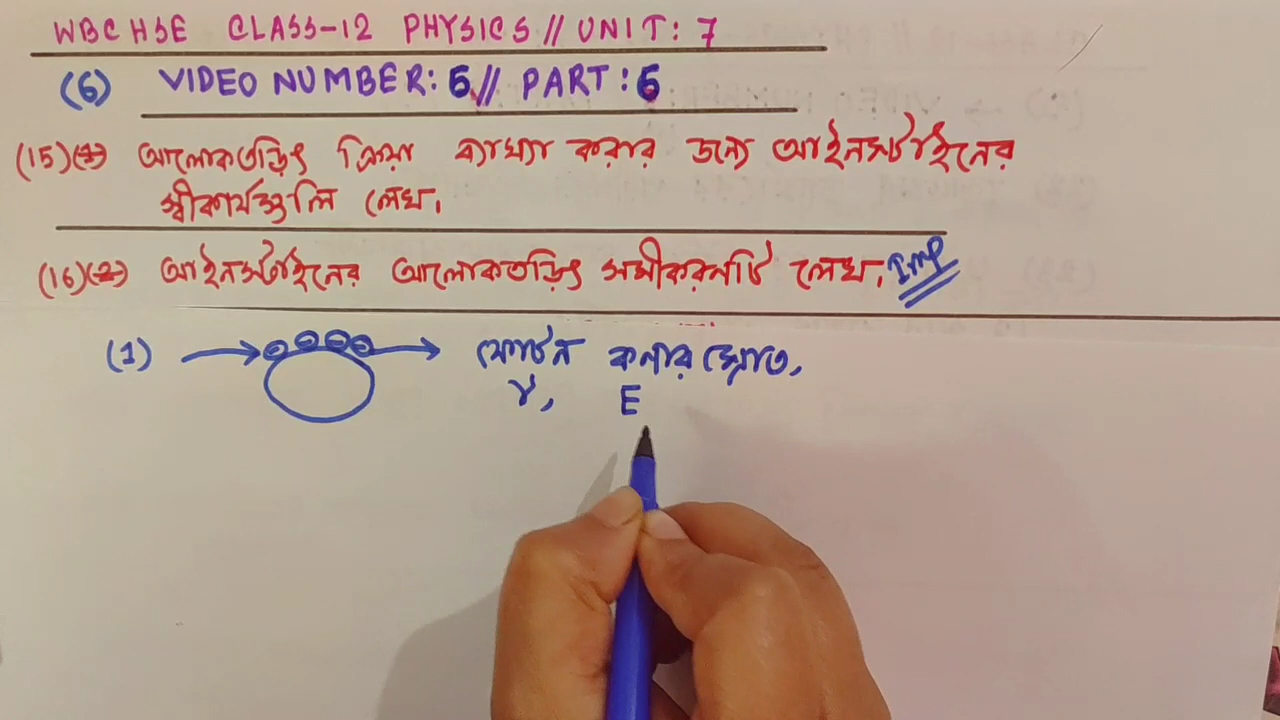 WBCHSE CLASS-12 PHYSICS // UNIT: 7
(6) VIDEO NUMBER: 6 // PART: 6
(15) আলোকতড়িৎ ক্রিয়া ব্যাখ্যা করার জন্যে আইনস্টাইনের
স্বীকার্যগুলি লেখ।
(16) আইনস্টাইনের আলোকতড়িৎ সমীকরণটি লেখ। Imp
(1) ফোটন কনার স্রোত,
γ, E